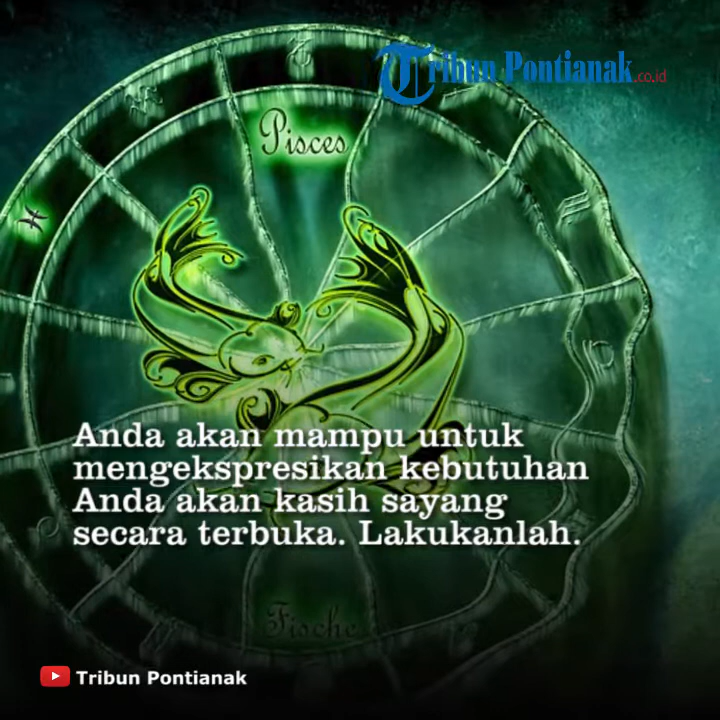 Tribun Pontianak.co.id
Pisces
Anda akan mampu untuk
mengekspresikan kebutuhan
Anda akan kasih sayang
secara terbuka. Lakukanlah.
Fische
Tribun Pontianak